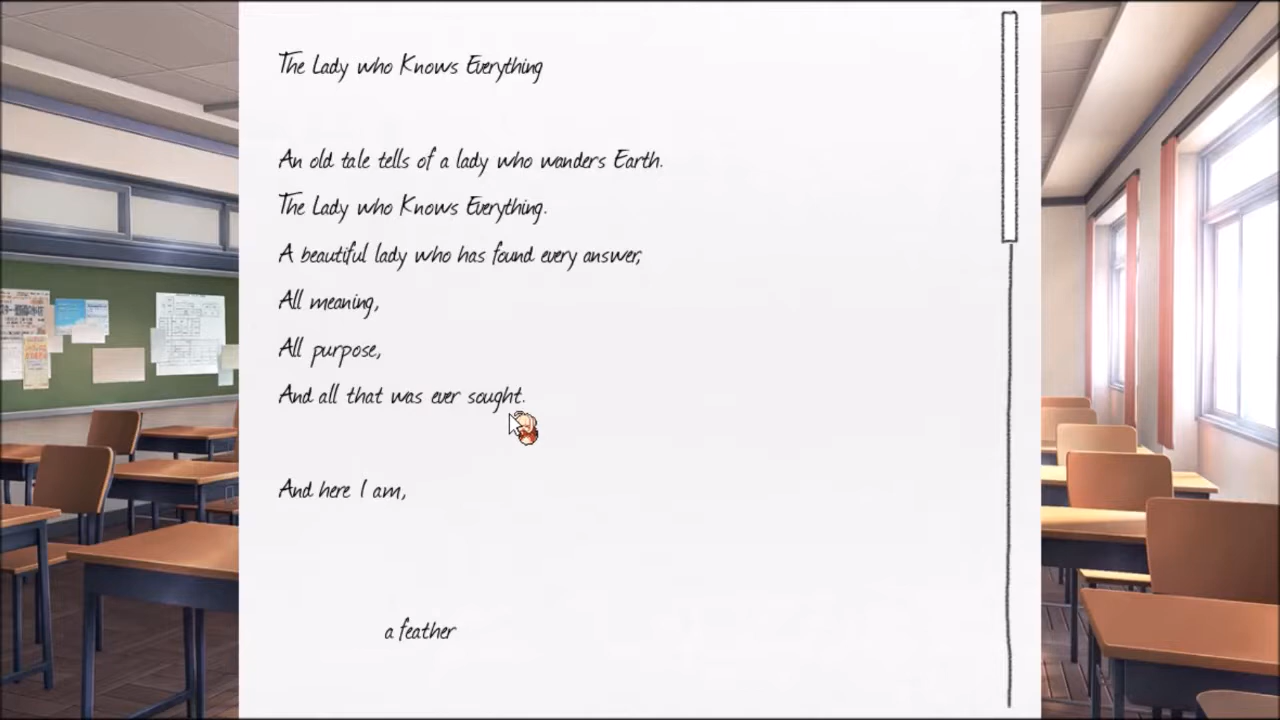 The Lady who Knows Everything
An old tale tells of a lady who wanders Earth.
The Lady who Knows Everything.
A beautiful lady who has found every answer,
All meaning,
All purpose,
And all that was ever sought.
And here I am,
a feather